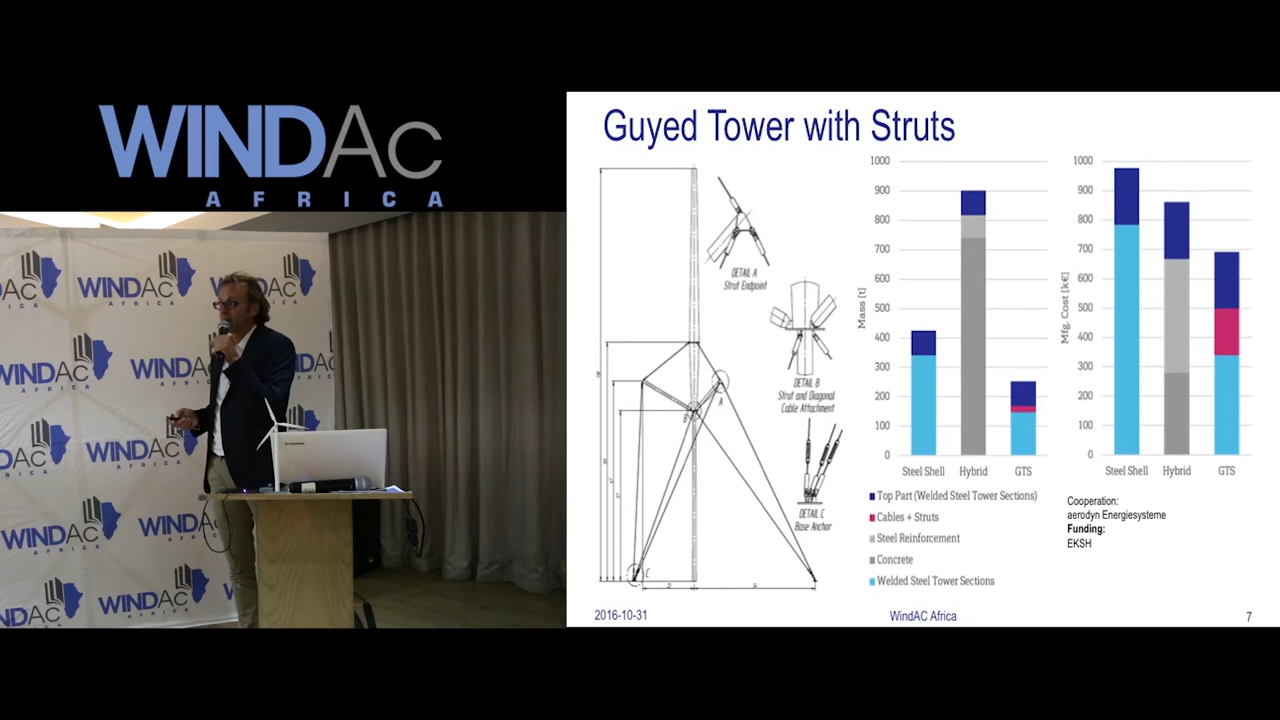 WINDAc
AFRICA
WINDAc
AFRICA
Guyed Tower with Struts
DETAIL A
Strut Endpoint
DETAIL B
Strut and Diagonal
Cable Attachment
DETAIL C
Base Anchor
A
C
Mass [t]
1000
900
800
700
600
500
400
300
200
100
0
Steel Shell Hybrid GTS
Mfg. Cost [k€]
1000
900
800
700
600
500
400
300
200
100
0
Steel Shell Hybrid GTS
Top Part (Welded Steel Tower Sections)
Cables + Struts
Steel Reinforcement
Concrete
Welded Steel Tower Sections
Cooperation:
aerodyn Energiesysteme
Funding:
EKSH
2016-10-31 WindAC Africa 7